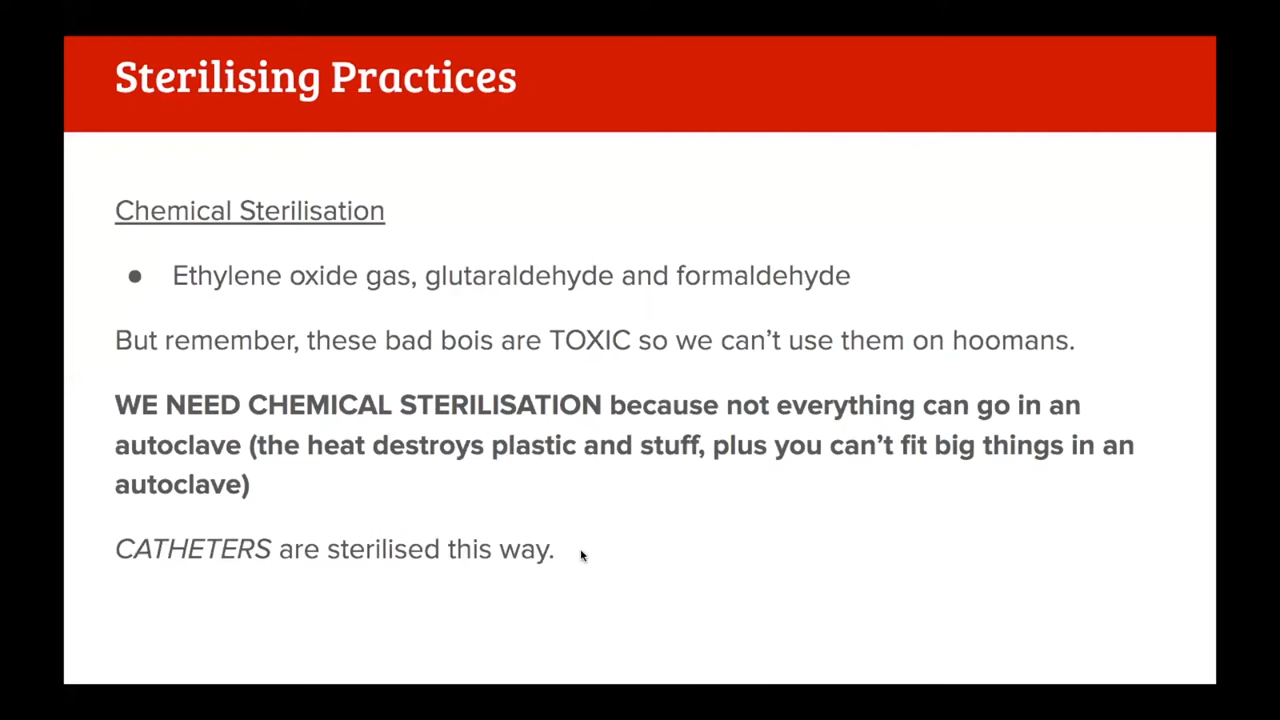 Sterilising Practices
Chemical Sterilisation
● Ethylene oxide gas, glutaraldehyde and formaldehyde
But remember, these bad bois are TOXIC so we can’t use them on hoomans.
WE NEED CHEMICAL STERILISATION because not everything can go in an
autoclave (the heat destroys plastic and stuff, plus you can’t fit big things in an
autoclave)
CATHETERS are sterilised this way.